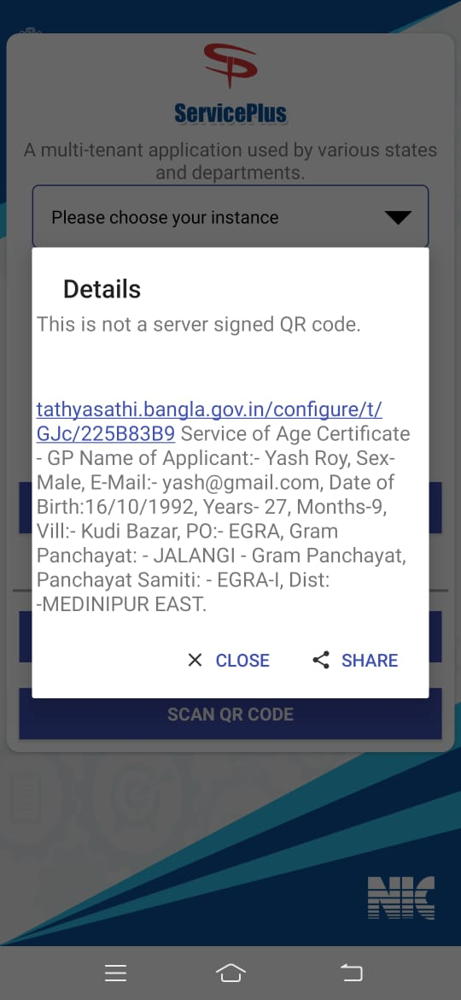 ServicePlus
A multi-tenant application used by various states
and departments.
Please choose your instance
Details
This is not a server signed QR code.
tathyasathi.bangla.gov.in/configure/t/
GJc/225B83B9 Service of Age Certificate
- GP Name of Applicant:- Yash Roy, Sex-
Male, E-Mail:- yash@gmail.com, Date of
Birth:16/10/1992, Years- 27, Months-9,
Vill:- Kudi Bazar, PO:- EGRA, Gram
Panchayat: - JALANGI - Gram Panchayat,
Panchayat Samiti: - EGRA-I, Dist:
-MEDINIPUR EAST.
CLOSE SHARE
SCAN QR CODE
NIC